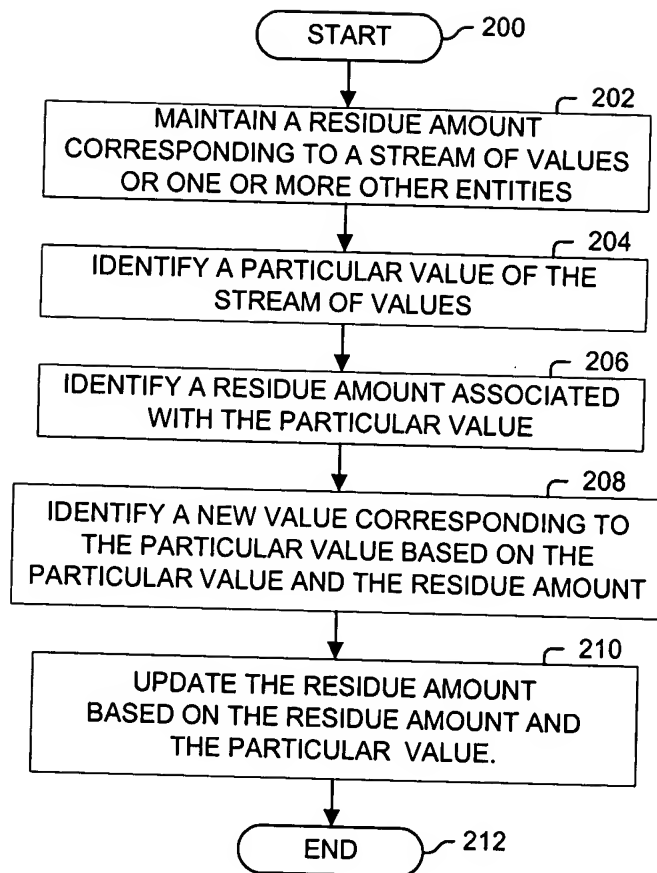 START
200
202
MAINTAIN A RESIDUE AMOUNT
CORRESPONDING TO A STREAM OF VALUES
OR ONE OR MORE OTHER ENTITIES
204
IDENTIFY A PARTICULAR VALUE OF THE
STREAM OF VALUES
206
IDENTIFY A RESIDUE AMOUNT ASSOCIATED
WITH THE PARTICULAR VALUE
208
IDENTIFY A NEW VALUE CORRESPONDING TO
THE PARTICULAR VALUE BASED ON THE
PARTICULAR VALUE AND THE RESIDUE AMOUNT
210
UPDATE THE RESIDUE AMOUNT
BASED ON THE RESIDUE AMOUNT AND
THE PARTICULAR VALUE.
END
212